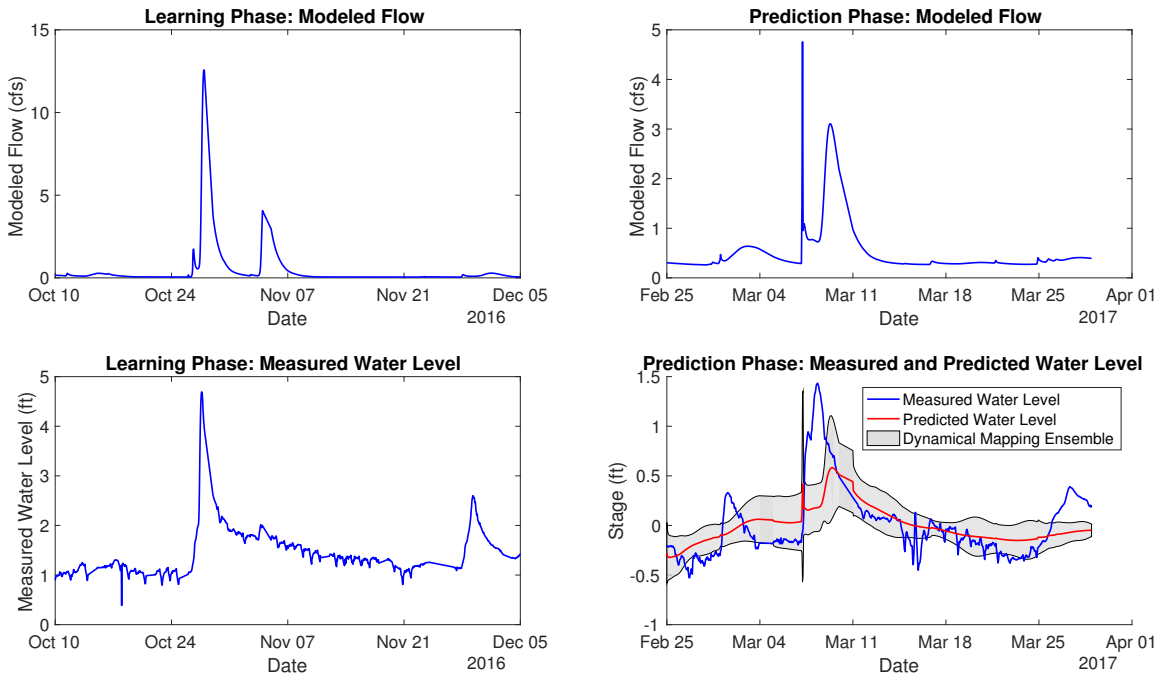 Learning Phase: Modeled Flow
Modeled Flow (cfs)
15
10
5
0
Oct 10
Oct 24
Nov 07
Nov 21
Dec 05
Date
2016
Prediction Phase: Modeled Flow
Modeled Flow (cfs)
5
4
3
2
1
0
Feb 25
Mar 04
Mar 11
Mar 18
Mar 25
Apr 01
Date
2017
Learning Phase: Measured Water Level
Measured Water Level (ft)
5
4
3
2
1
0
Oct 10
Oct 24
Nov 07
Nov 21
Dec 05
Date
2016
Prediction Phase: Measured and Predicted Water Level
Stage (ft)
1.5
1
0.5
0
-0.5
-1
Measured Water Level
Predicted Water Level
Dynamical Mapping Ensemble
Feb 25
Mar 04
Mar 11
Mar 18
Mar 25
Apr 01
Date
2017